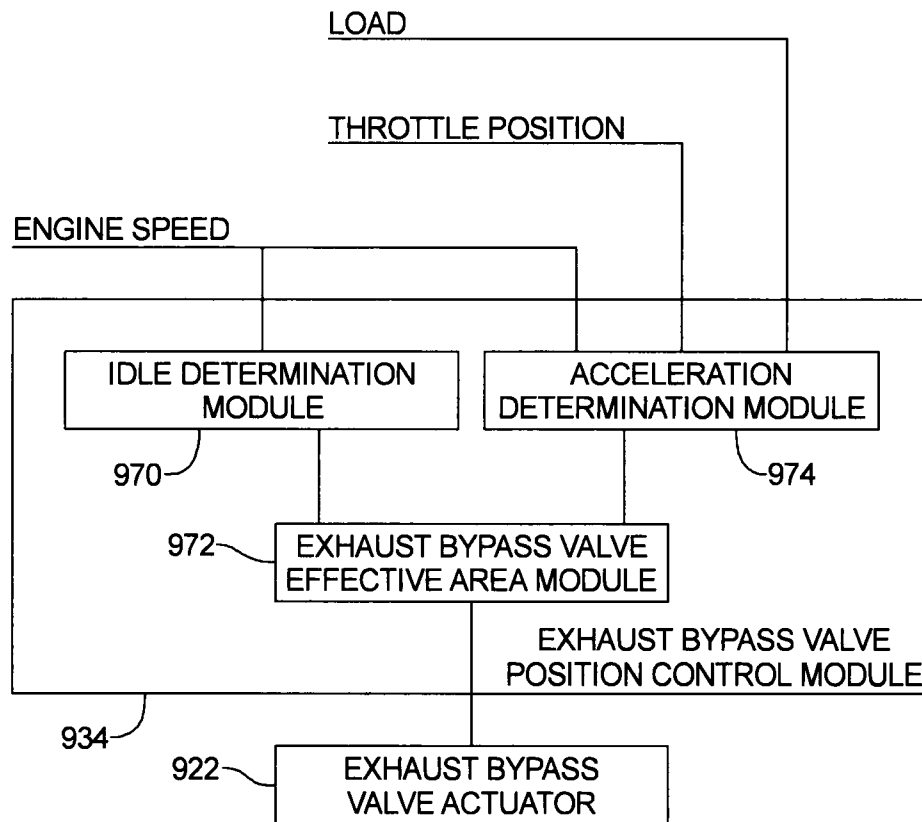 LOAD
THROTTLE POSITION
ENGINE SPEED
IDLE DETERMINATION
MODULE
ACCELERATION
DETERMINATION MODULE
970
974
972
EXHAUST BYPASS VALVE
EFFECTIVE AREA MODULE
EXHAUST BYPASS VALVE
POSITION CONTROL MODULE
934
922
EXHAUST BYPASS
VALVE ACTUATOR